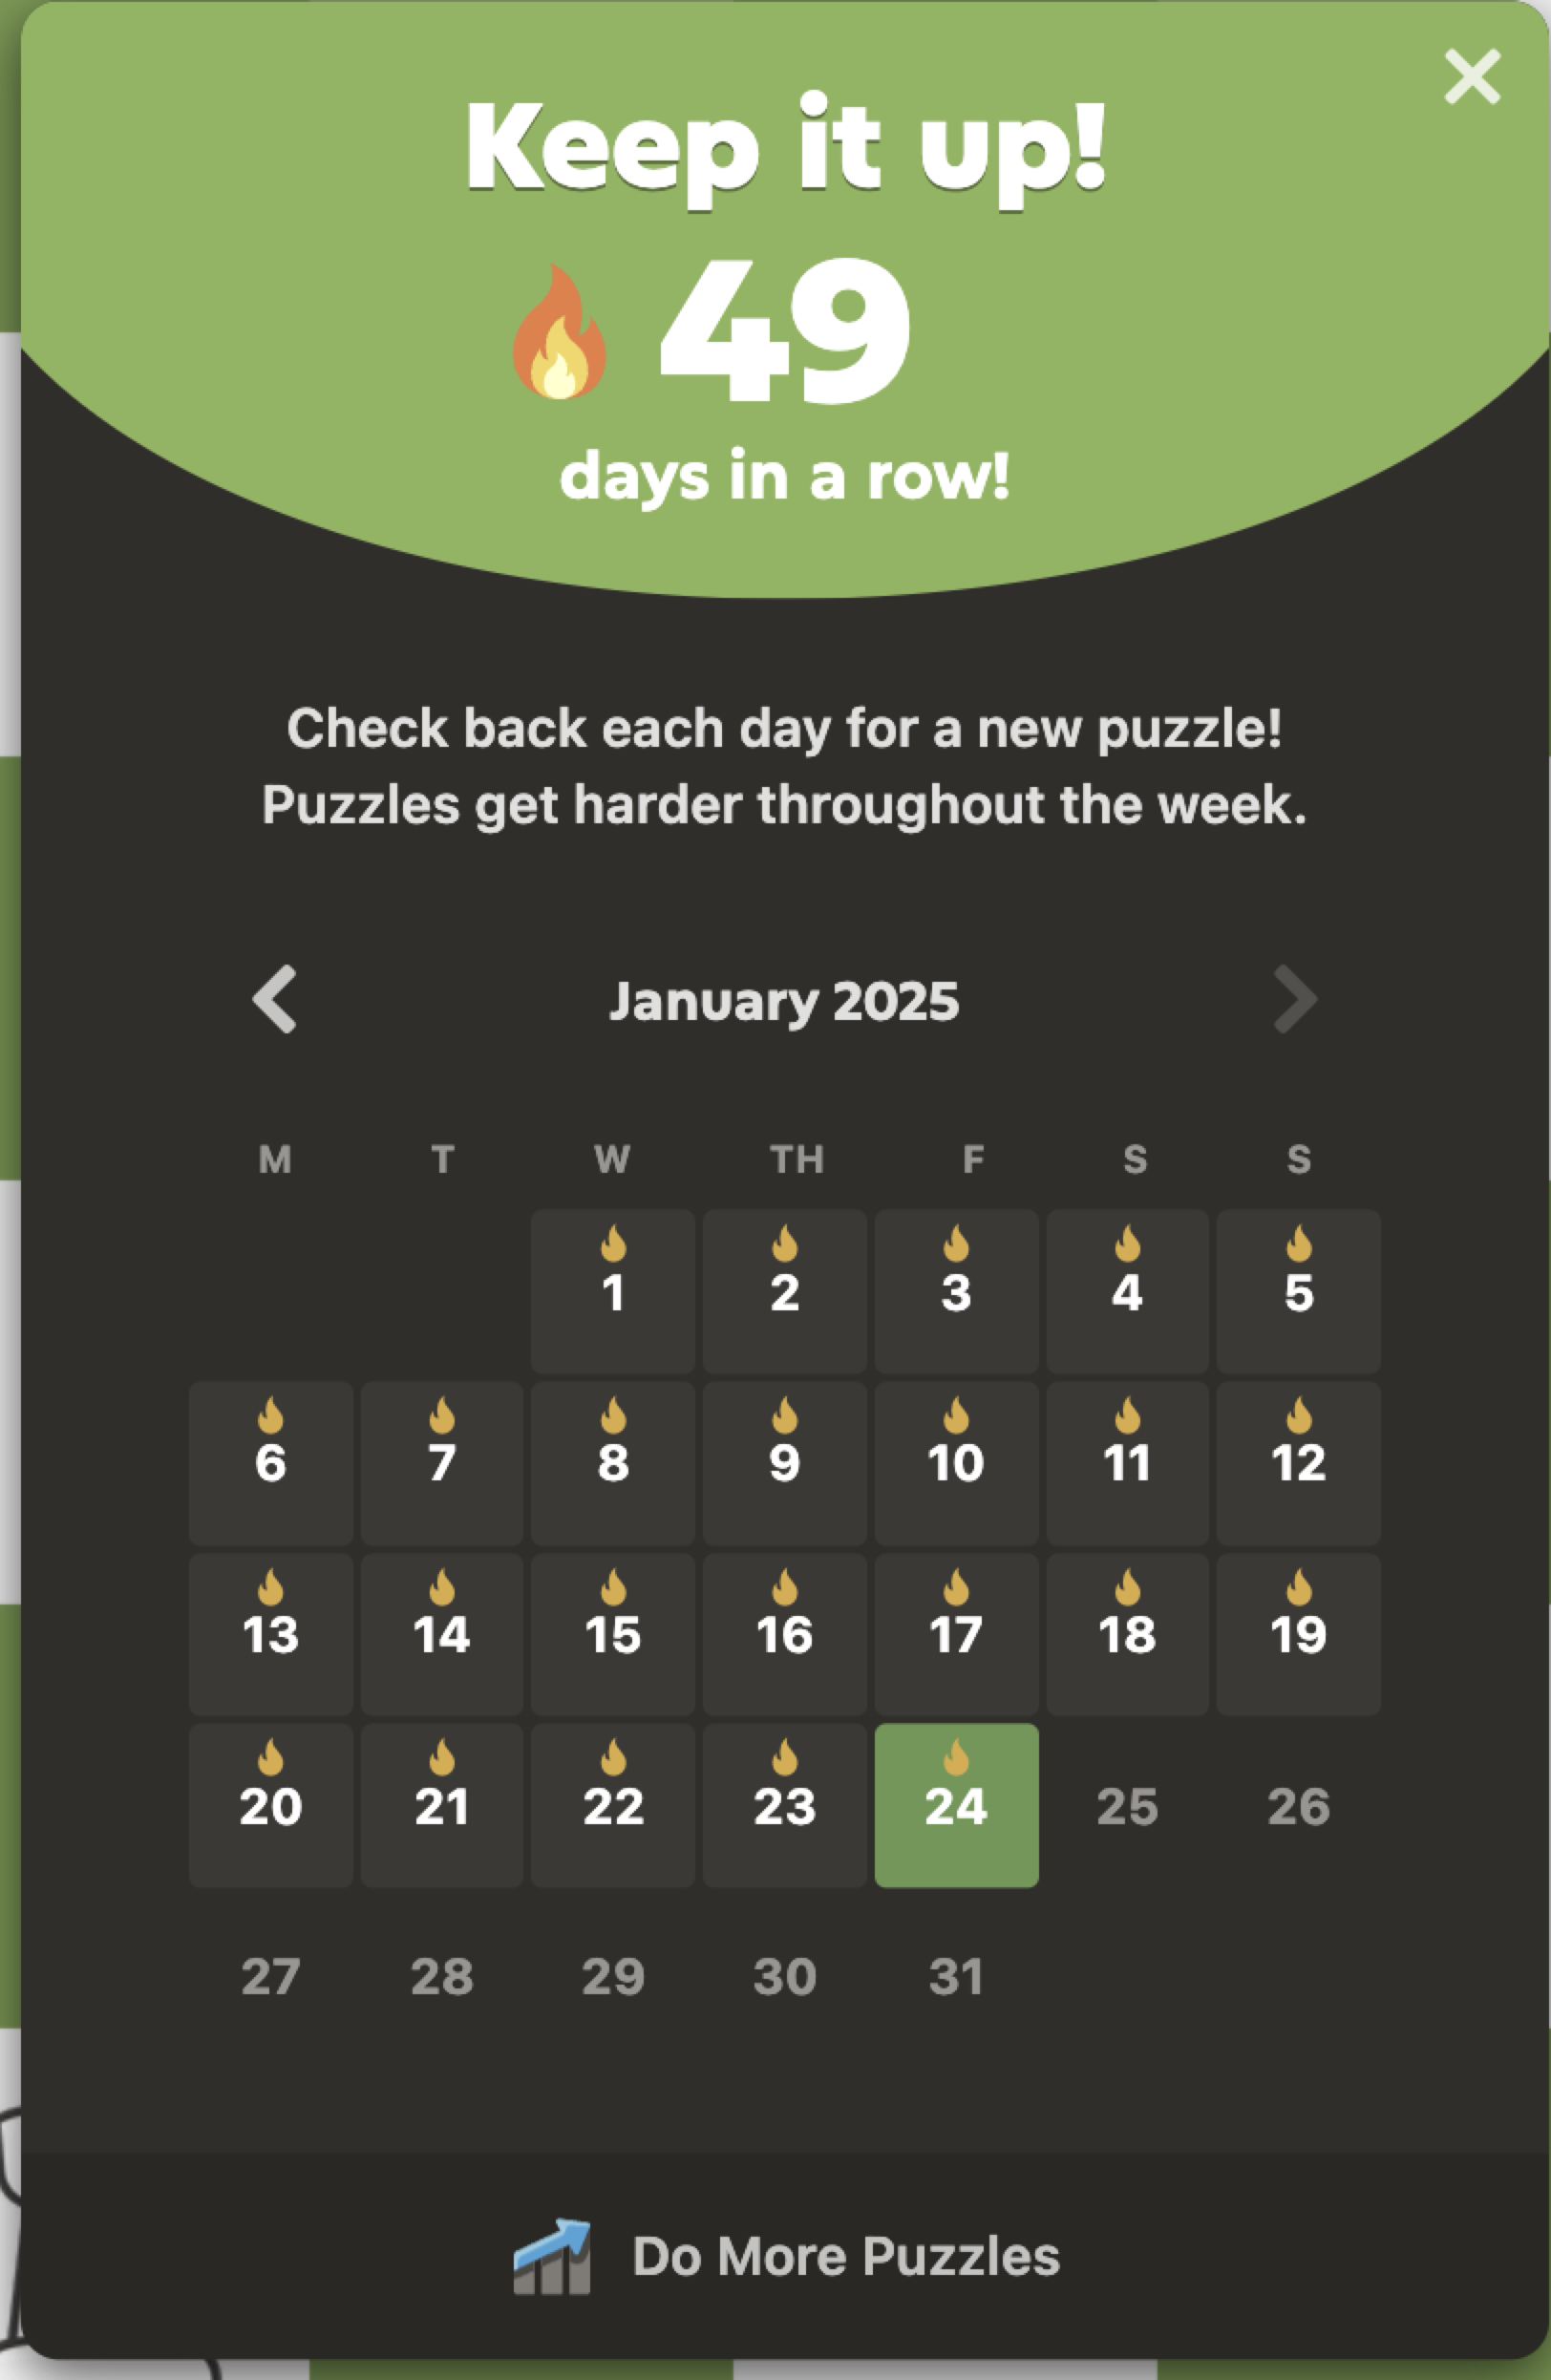 Keep it up!
49
days in a row!
Check back each day for a new puzzle!
Puzzles get harder throughout the week.
January 2025
M T W TH F S S
1 2 3 4 5
6 7 8 9 10 11 12
13 14 15 16 17 18 19
20 21 22 23 24 25 26
27 28 29 30 31
Do More Puzzles